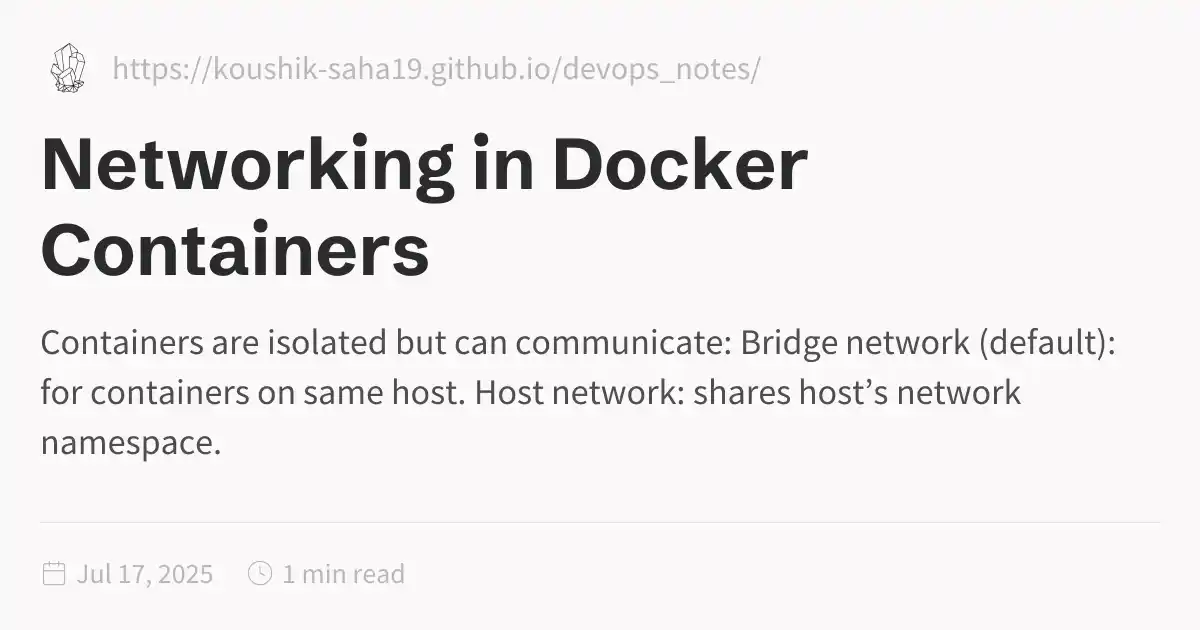 https://koushik-saha19.github.io/devops_notes/
Networking in Docker
Containers
Containers are isolated but can communicate: Bridge network (default):
for containers on same host. Host network: shares host’s network
namespace.
Jul 17, 2025 1 min read